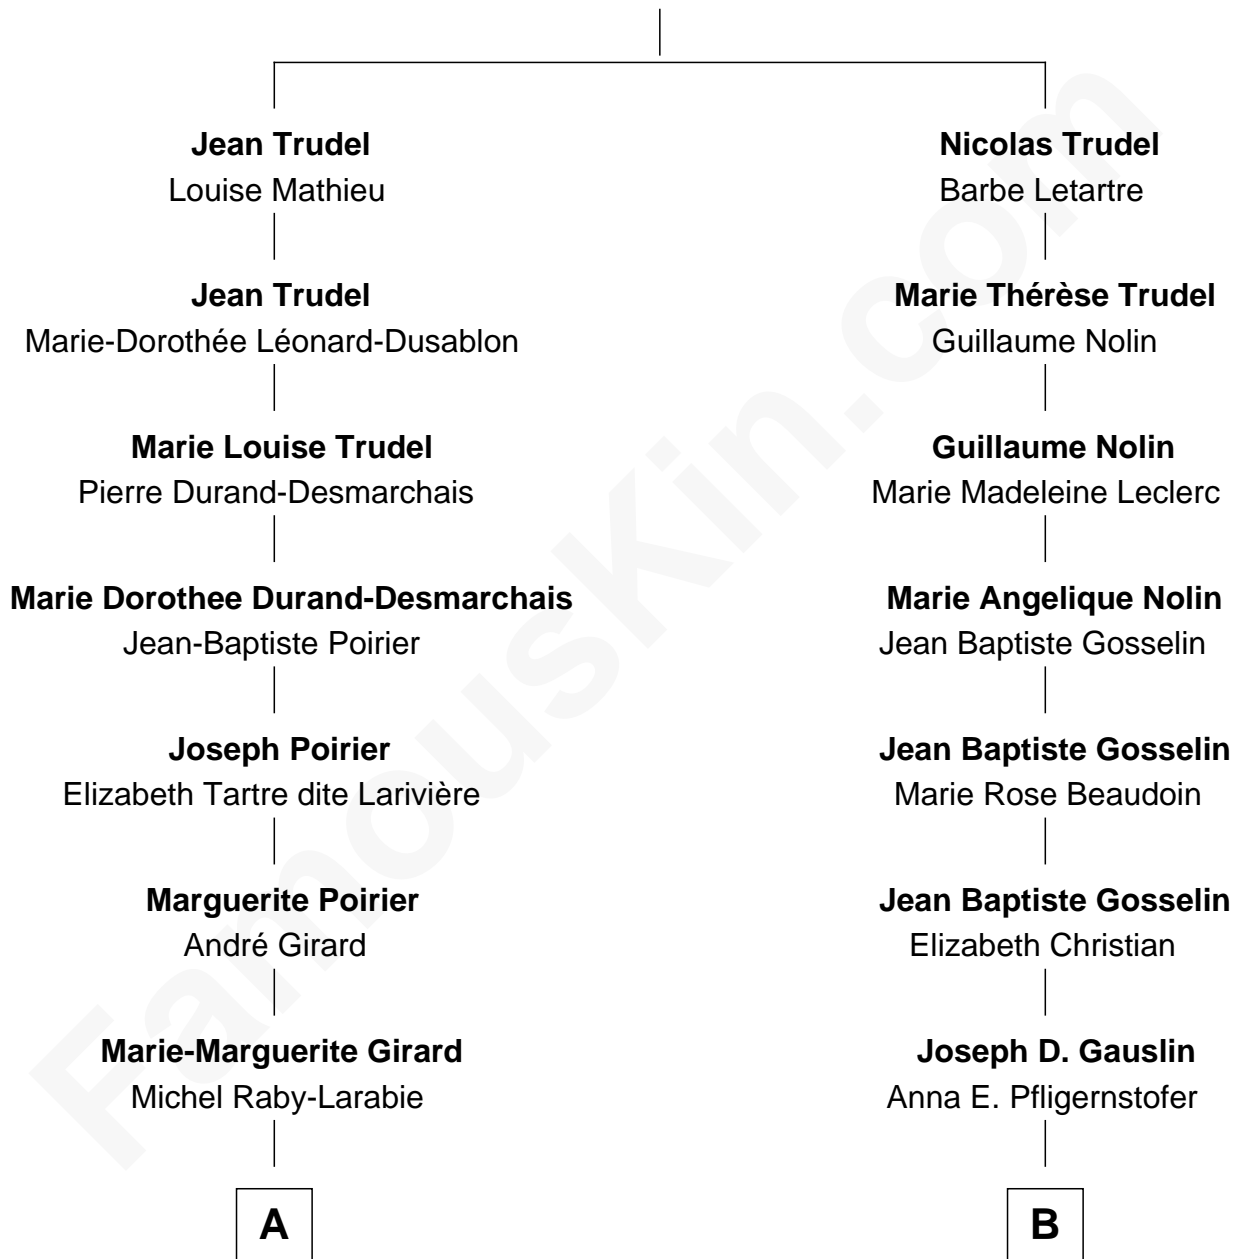 Jean Trudel
Louise Mathieu
Jean Trudel
Marie-Dorothée Léonard-Dusablon
Marie Louise Trudel
Pierre Durand-Desmarchais
Marie Dorothee Durand-Desmarchais
Jean-Baptiste Poirier
Joseph Poirier
Elizabeth Tartre dite Larivière
Marguerite Poirier
André Girard
Marie-Marguerite Girard
Michel Raby-Larabie
A
Nicolas Trudel
Barbe Letartre
Marie Thérèse Trudel
Guillaume Nolin
Guillaume Nolin
Marie Madeleine Leclerc
Marie Angelique Nolin
Jean Baptiste Gosselin
Jean Baptiste Gosselin
Marie Rose Beaudoin
Jean Baptiste Gosselin
Elizabeth Christian
Joseph D. Gauslin
Anna E. Pfligernstofer
B
FamousKin.com